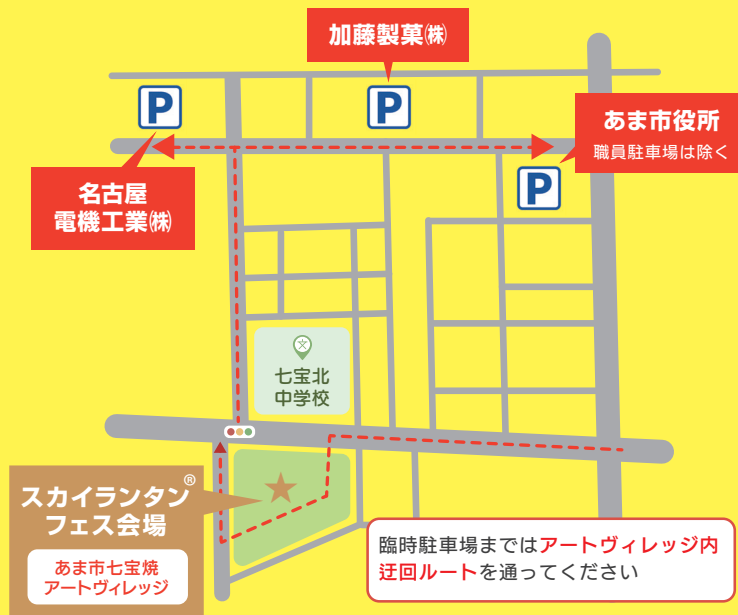 加藤製菓㈱
P
P
あま市役所
職員駐車場は除く
P
名古屋
電機工業㈱
文
七宝北
中学校
スカイランタン®
フェス会場
あま市七宝焼
アートヴィレッジ
臨時駐車場まではアートヴィレッジ内
迂回ルートを通ってください